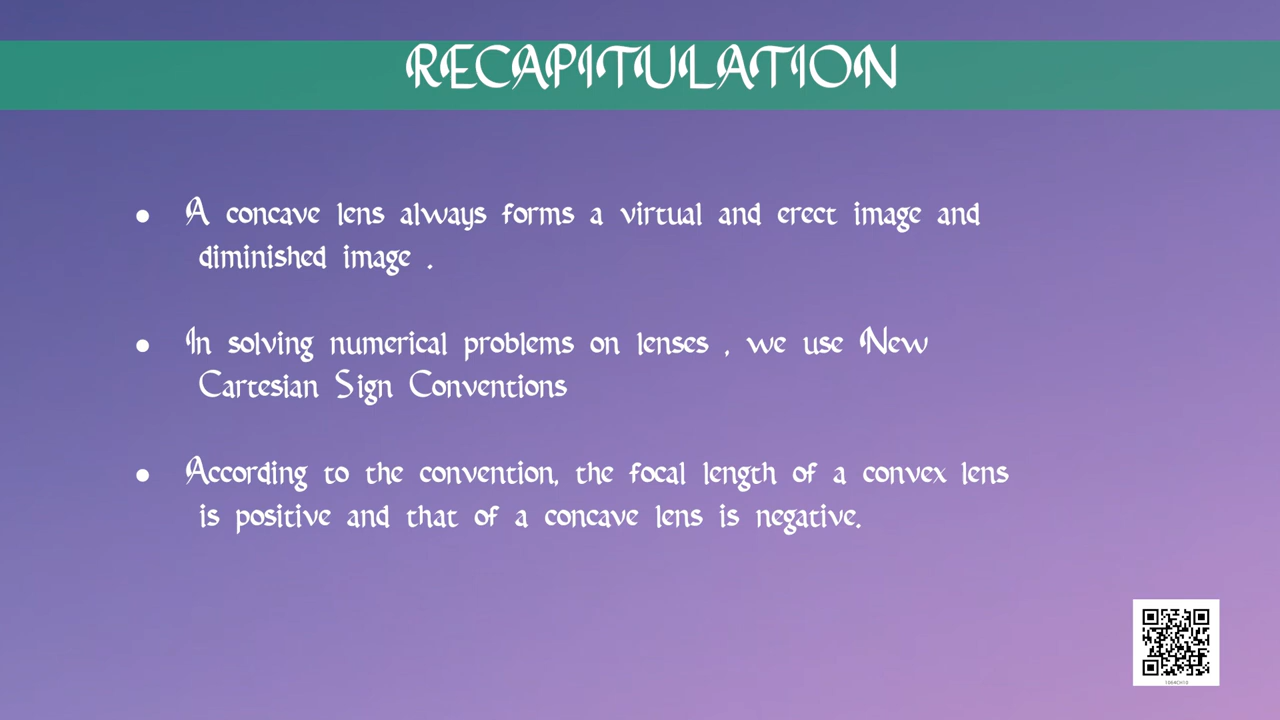 RECAPITULATION
• A concave lens always forms a virtual and erect image and
diminished image .
• In solving numerical problems on lenses , we use New
Cartesian Sign Conventions
• According to the convention, the focal length of a convex lens
is positive and that of a concave lens is negative.